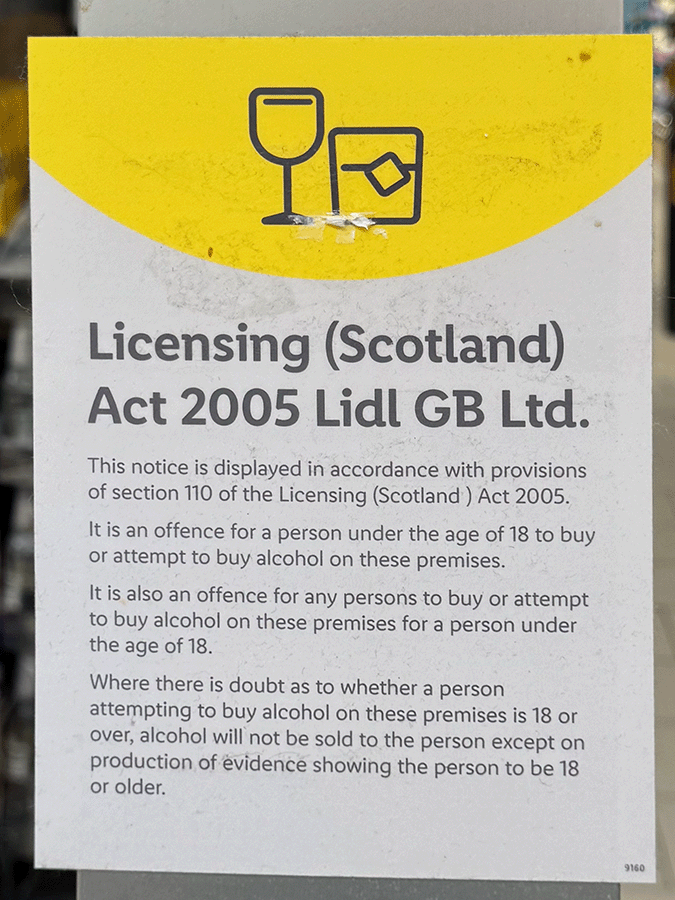 Licensing (Scotland)
Act 2005 Lidl GB Ltd.
This notice is displayed in accordance with provisions
of section 110 of the Licensing (Scotland ) Act 2005.
It is an offence for a person under the age of 18 to buy
or attempt to buy alcohol on these premises.
It is also an offence for any persons to buy or attempt
to buy alcohol on these premises for a person under
the age of 18.
Where there is doubt as to whether a person
attempting to buy alcohol on these premises is 18 or
over, alcohol will not be sold to the person except on
production of evidence showing the person to be 18
or older.
9160